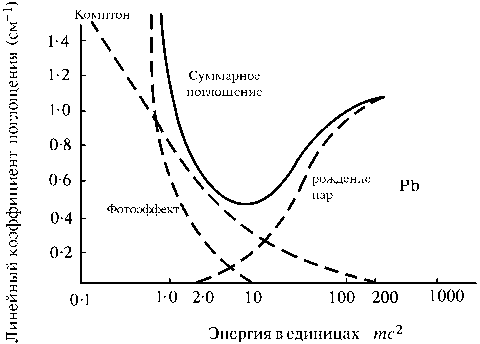 Комптон
Линейный коэффициент поглощения (см⁻¹)
1·4
1·2
1·0
0·8
0·6
0·4
0·2
Суммарное
поглощение
рождение
пар
Pb
Фотоэффект
0·1 1·0 2·0 10 100 200 1000
Энергия в единицах mc²